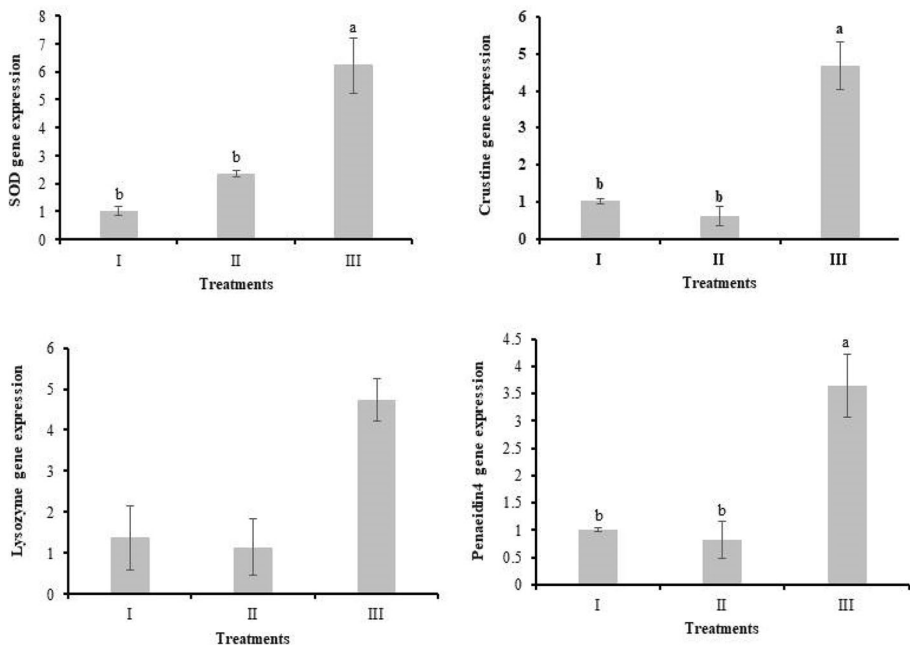 SOD gene expression
8
7
6
5
4
3
2
1
0
b
b
a
I II III
Treatments
Crustine gene expression
6
5
4
3
2
1
0
b
b
a
I II III
Treatments
Lysozyme gene expression
6
5
4
3
2
1
0
I II III
Treatments
Penaeidin4 gene expression
4.5
4
3.5
3
2.5
2
1.5
1
0.5
0
b
b
a
I II III
Treatments